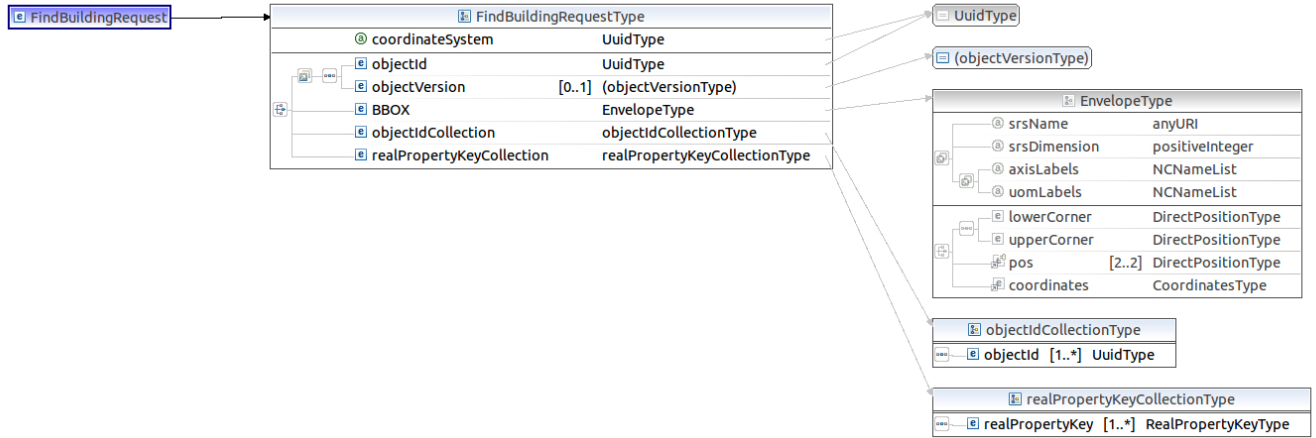 FindBuildingRequest
FindBuildingRequestType
coordinateSystem UuidType
objectId UuidType
objectVersion [0..1] (objectVersionType)
BBOX EnvelopeType
objectIdCollection objectIdCollectionType
realPropertyKeyCollection realPropertyKeyCollectionType
UuidType
(objectVersionType)
EnvelopeType
srsName anyURI
srsDimension positiveInteger
axisLabels NCNameList
uomLabels NCNameList
lowerCorner DirectPositionType
upperCorner DirectPositionType
pos [2..2] DirectPositionType
coordinates CoordinatesType
objectIdCollectionType
objectId [1..*] UuidType
realPropertyKeyCollectionType
realPropertyKey [1..*] RealPropertyKeyType